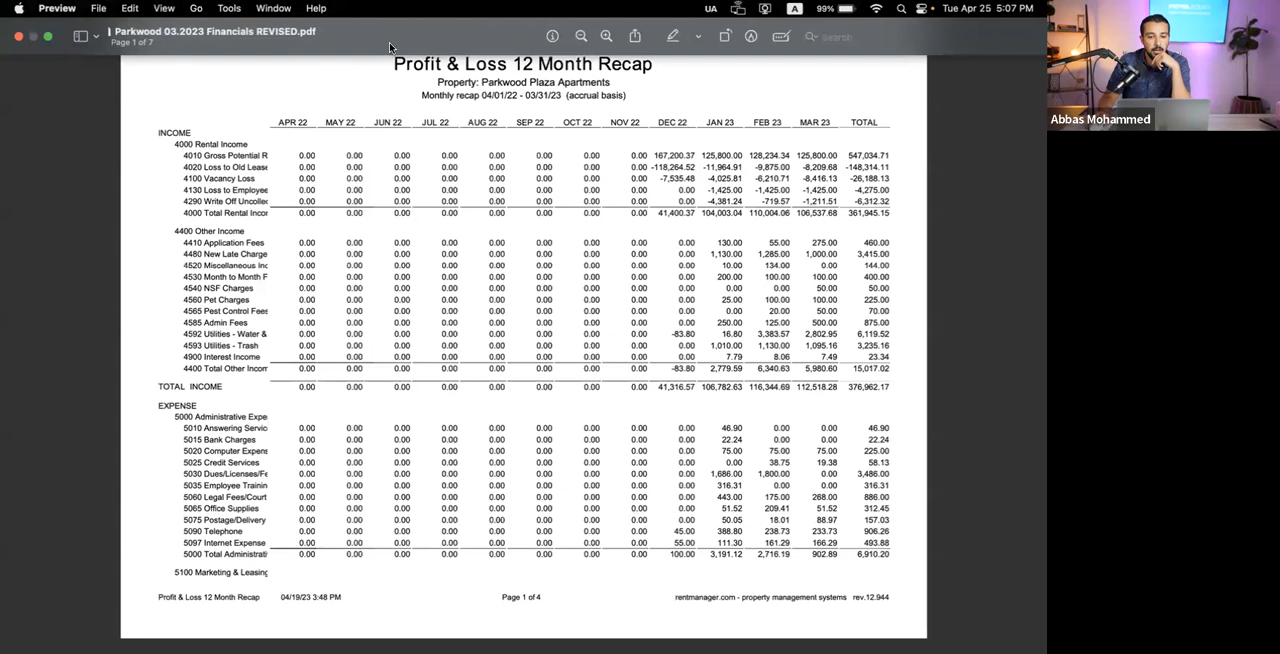 Preview File Edit View Go Tools Window Help UA A 99% Tue Apr 25 5:07 PM
Parkwood 03.2023 Financials REVISED.pdf
Page 1 of 7
Search
Profit & Loss 12 Month Recap
Property: Parkwood Plaza Apartments
Monthly recap 04/01/22 - 03/31/23 (accrual basis)
APR 22 MAY 22 JUN 22 JUL 22 AUG 22 SEP 22 OCT 22 NOV 22 DEC 22 JAN 23 FEB 23 MAR 23 TOTAL
INCOME
4000 Rental Income
4010 Gross Potential R 0.00 0.00 0.00 0.00 0.00 0.00 0.00 0.00 167,200.37 125,800.00 128,234.34 125,800.00 547,034.71
4020 Loss to Old Lease 0.00 0.00 0.00 0.00 0.00 0.00 0.00 0.00 -118,264.52 -11,964.91 -9,875.00 -8,209.68 -148,314.11
4100 Vacancy Loss 0.00 0.00 0.00 0.00 0.00 0.00 0.00 0.00 -7,535.48 -4,025.81 -6,210.71 -8,416.13 -26,188.13
4130 Loss to Employee 0.00 0.00 0.00 0.00 0.00 0.00 0.00 0.00 0.00 -1,425.00 -1,425.00 -1,425.00 -4,275.00
4290 Write Off Uncollec 0.00 0.00 0.00 0.00 0.00 0.00 0.00 0.00 0.00 -4,381.24 -719.57 -1,211.51 -6,312.32
4000 Total Rental Incor 0.00 0.00 0.00 0.00 0.00 0.00 0.00 0.00 41,400.37 104,003.04 110,004.06 106,537.68 361,945.15
4400 Other Income
4410 Application Fees 0.00 0.00 0.00 0.00 0.00 0.00 0.00 0.00 0.00 130.00 55.00 275.00 460.00
4480 New Late Charge 0.00 0.00 0.00 0.00 0.00 0.00 0.00 0.00 0.00 1,130.00 1,285.00 1,000.00 3,415.00
4520 Miscellaneous Inc 0.00 0.00 0.00 0.00 0.00 0.00 0.00 0.00 0.00 10.00 134.00 0.00 144.00
4530 Month to Month F 0.00 0.00 0.00 0.00 0.00 0.00 0.00 0.00 0.00 200.00 100.00 100.00 400.00
4540 NSF Charges 0.00 0.00 0.00 0.00 0.00 0.00 0.00 0.00 0.00 0.00 0.00 50.00 50.00
4560 Pet Charges 0.00 0.00 0.00 0.00 0.00 0.00 0.00 0.00 0.00 25.00 100.00 100.00 225.00
4565 Pest Control Fees 0.00 0.00 0.00 0.00 0.00 0.00 0.00 0.00 0.00 0.00 20.00 50.00 70.00
4585 Admin Fees 0.00 0.00 0.00 0.00 0.00 0.00 0.00 0.00 0.00 250.00 125.00 500.00 875.00
4592 Utilities - Water & 0.00 0.00 0.00 0.00 0.00 0.00 0.00 0.00 -83.80 16.80 3,383.57 2,802.95 6,119.52
4593 Utilities - Trash 0.00 0.00 0.00 0.00 0.00 0.00 0.00 0.00 0.00 1,010.00 1,130.00 1,095.16 3,235.16
4900 Interest Income 0.00 0.00 0.00 0.00 0.00 0.00 0.00 0.00 0.00 7.79 8.06 7.49 23.34
4400 Total Other Incom 0.00 0.00 0.00 0.00 0.00 0.00 0.00 0.00 -83.80 2,779.59 6,340.63 5,980.60 15,017.02
TOTAL INCOME 0.00 0.00 0.00 0.00 0.00 0.00 0.00 0.00 41,316.57 106,782.63 116,344.69 112,518.28 376,962.17
EXPENSE
5000 Administrative Expe
5010 Answering Servic 0.00 0.00 0.00 0.00 0.00 0.00 0.00 0.00 0.00 46.90 0.00 0.00 46.90
5015 Bank Charges 0.00 0.00 0.00 0.00 0.00 0.00 0.00 0.00 0.00 22.24 0.00 0.00 22.24
5020 Computer Expens 0.00 0.00 0.00 0.00 0.00 0.00 0.00 0.00 0.00 75.00 75.00 75.00 225.00
5025 Credit Services 0.00 0.00 0.00 0.00 0.00 0.00 0.00 0.00 0.00 0.00 38.75 19.38 58.13
5030 Dues/Licenses/Fe 0.00 0.00 0.00 0.00 0.00 0.00 0.00 0.00 0.00 1,686.00 1,800.00 0.00 3,486.00
5035 Employee Trainin 0.00 0.00 0.00 0.00 0.00 0.00 0.00 0.00 0.00 316.31 0.00 0.00 316.31
5060 Legal Fees/Court 0.00 0.00 0.00 0.00 0.00 0.00 0.00 0.00 0.00 443.00 175.00 268.00 886.00
5065 Office Supplies 0.00 0.00 0.00 0.00 0.00 0.00 0.00 0.00 0.00 51.52 209.41 51.52 312.45
5075 Postage/Delivery 0.00 0.00 0.00 0.00 0.00 0.00 0.00 0.00 0.00 50.05 18.01 88.97 157.03
5090 Telephone 0.00 0.00 0.00 0.00 0.00 0.00 0.00 0.00 45.00 388.80 238.73 233.73 906.26
5097 Internet Expense 0.00 0.00 0.00 0.00 0.00 0.00 0.00 0.00 55.00 111.30 161.29 166.29 493.88
5000 Total Administrati 0.00 0.00 0.00 0.00 0.00 0.00 0.00 0.00 100.00 3,191.12 2,716.19 902.89 6,910.20
5100 Marketing & Leasing
Profit & Loss 12 Month Recap 04/19/23 3:48 PM Page 1 of 4 rentmanager.com - property management systems rev.12.944
Abbas Mohammed